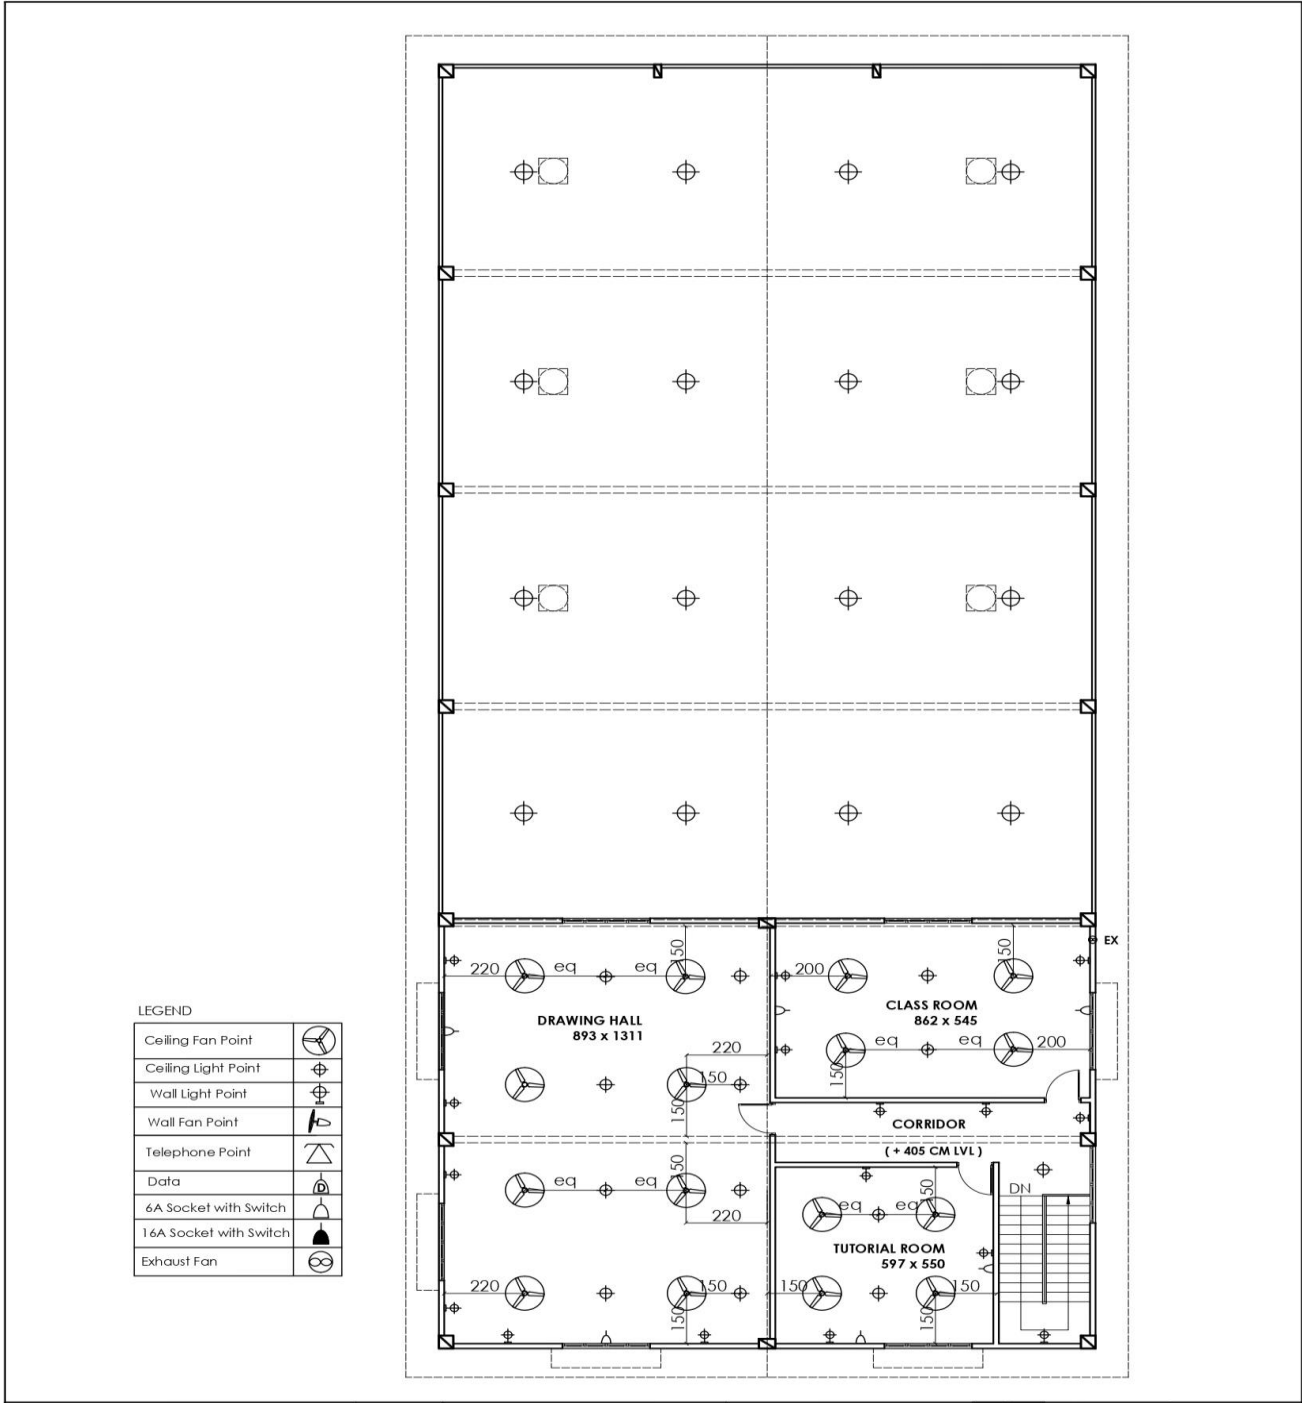 EX
150
150
220
eq
eq
200
CLASS ROOM
862 x 545
LEGEND
DRAWING HALL
893 x 1311
Ceiling Fan Point
220
eq
eq
200
Ceiling Light Point
150
150
Wall Light Point
150
Wall Fan Point
CORRIDOR
( + 405 CM LVL )
Telephone Point
150
eq
eq
150
DN
Data
D
6A Socket with Switch
eq
eq
220
16A Socket with Switch
TUTORIAL ROOM
597 x 550
Exhaust Fan
220
150
150
150
150
150